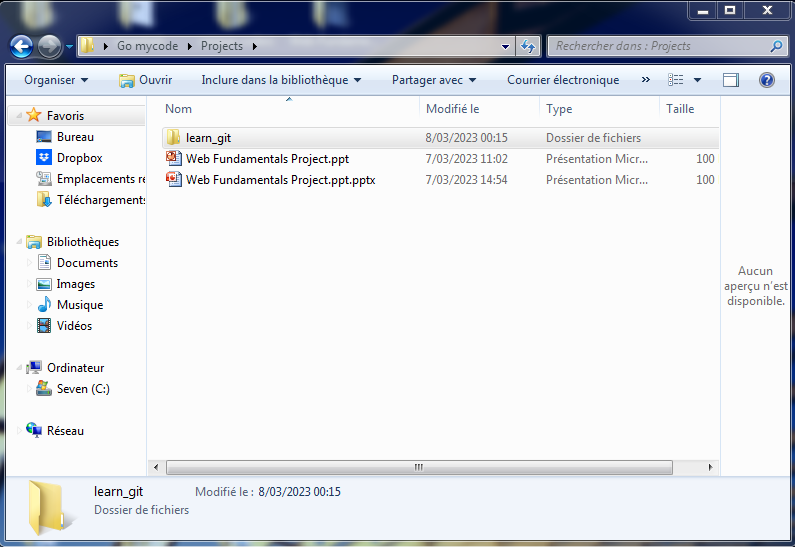 Go mycode Projects Rechercher dans : Projects
Organiser Ouvrir Inclure dans la bibliothèque Partager avec Courrier électronique »
Nom Modifié le Type Taille
learn_git 8/03/2023 00:15 Dossier de fichiers
Web Fundamentals Project.ppt 7/03/2023 11:02 Présentation Micr... 100
Web Fundamentals Project.ppt.pptx 7/03/2023 14:54 Présentation Micr... 100
Favoris
Bureau
Dropbox
Emplacements re
Téléchargements
Bibliothèques
Documents
Images
Musique
Vidéos
Ordinateur
Seven (C:)
Réseau
Aucun
aperçu n'est
disponible.
learn_git Modifié le : 8/03/2023 00:15
Dossier de fichiers